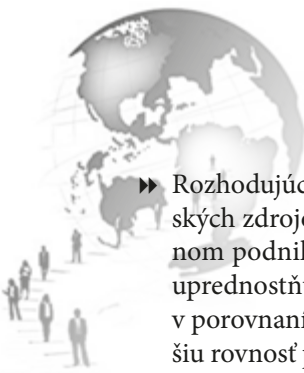 ▸▸ Rozhodujúc
ských zdroj
nom podnik
uprednostň
v porovnan
šiu rovnosť